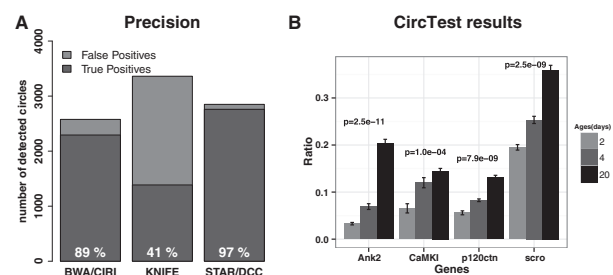 A
Precision
number of detected circles
4000
3000
2000
1000
0
False Positives
True Positives
89 %
41 %
97 %
BWA/CIRI
KNIFE
STAR/DCC
B
CircTest results
Ratio
0.3
0.2
0.1
0.0
p=2.5e-11
p=1.0e-04
p=7.9e-09
p=2.5e-09
Ank2
CaMKI
p120ctn
scro
Genes
Ages(days)
2
4
20